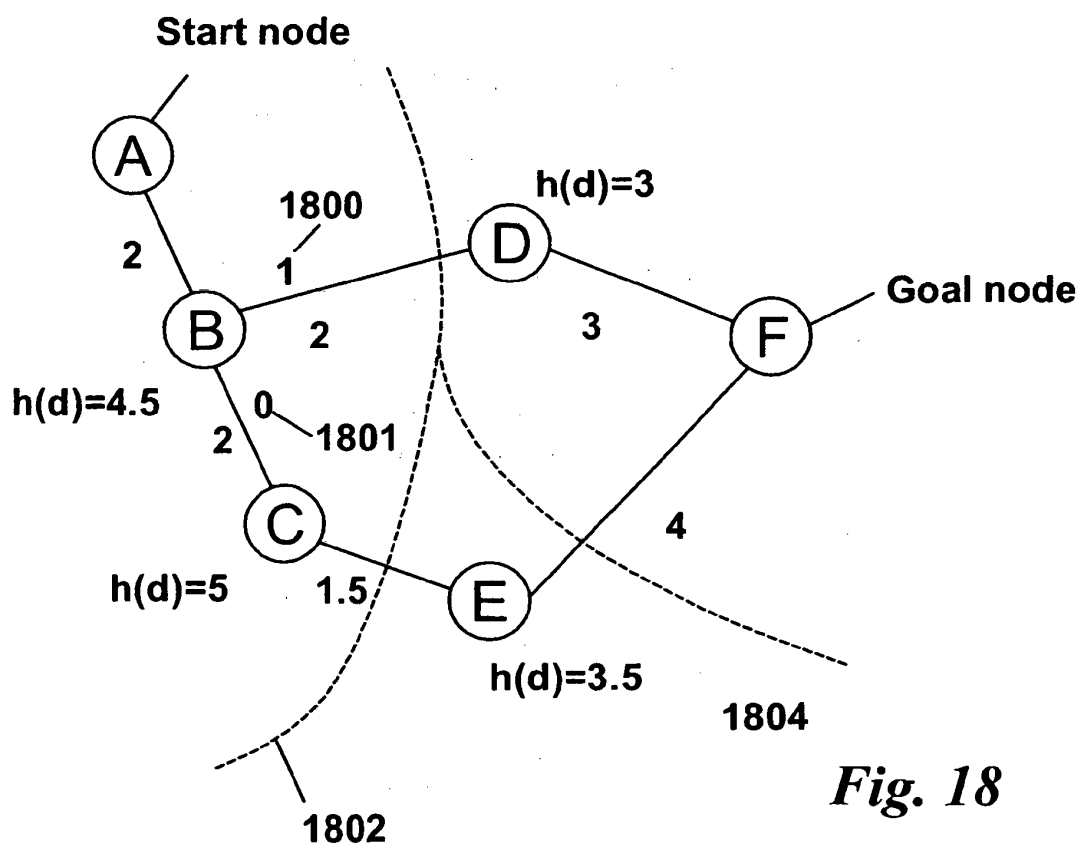 Start node
A
h(d)=3
1800
D
2
1
Goal node
B
2
3
F
h(d)=4.5
0
2
1801
C
4
h(d)=5
1.5
E
h(d)=3.5
1804
Fig. 18
1802